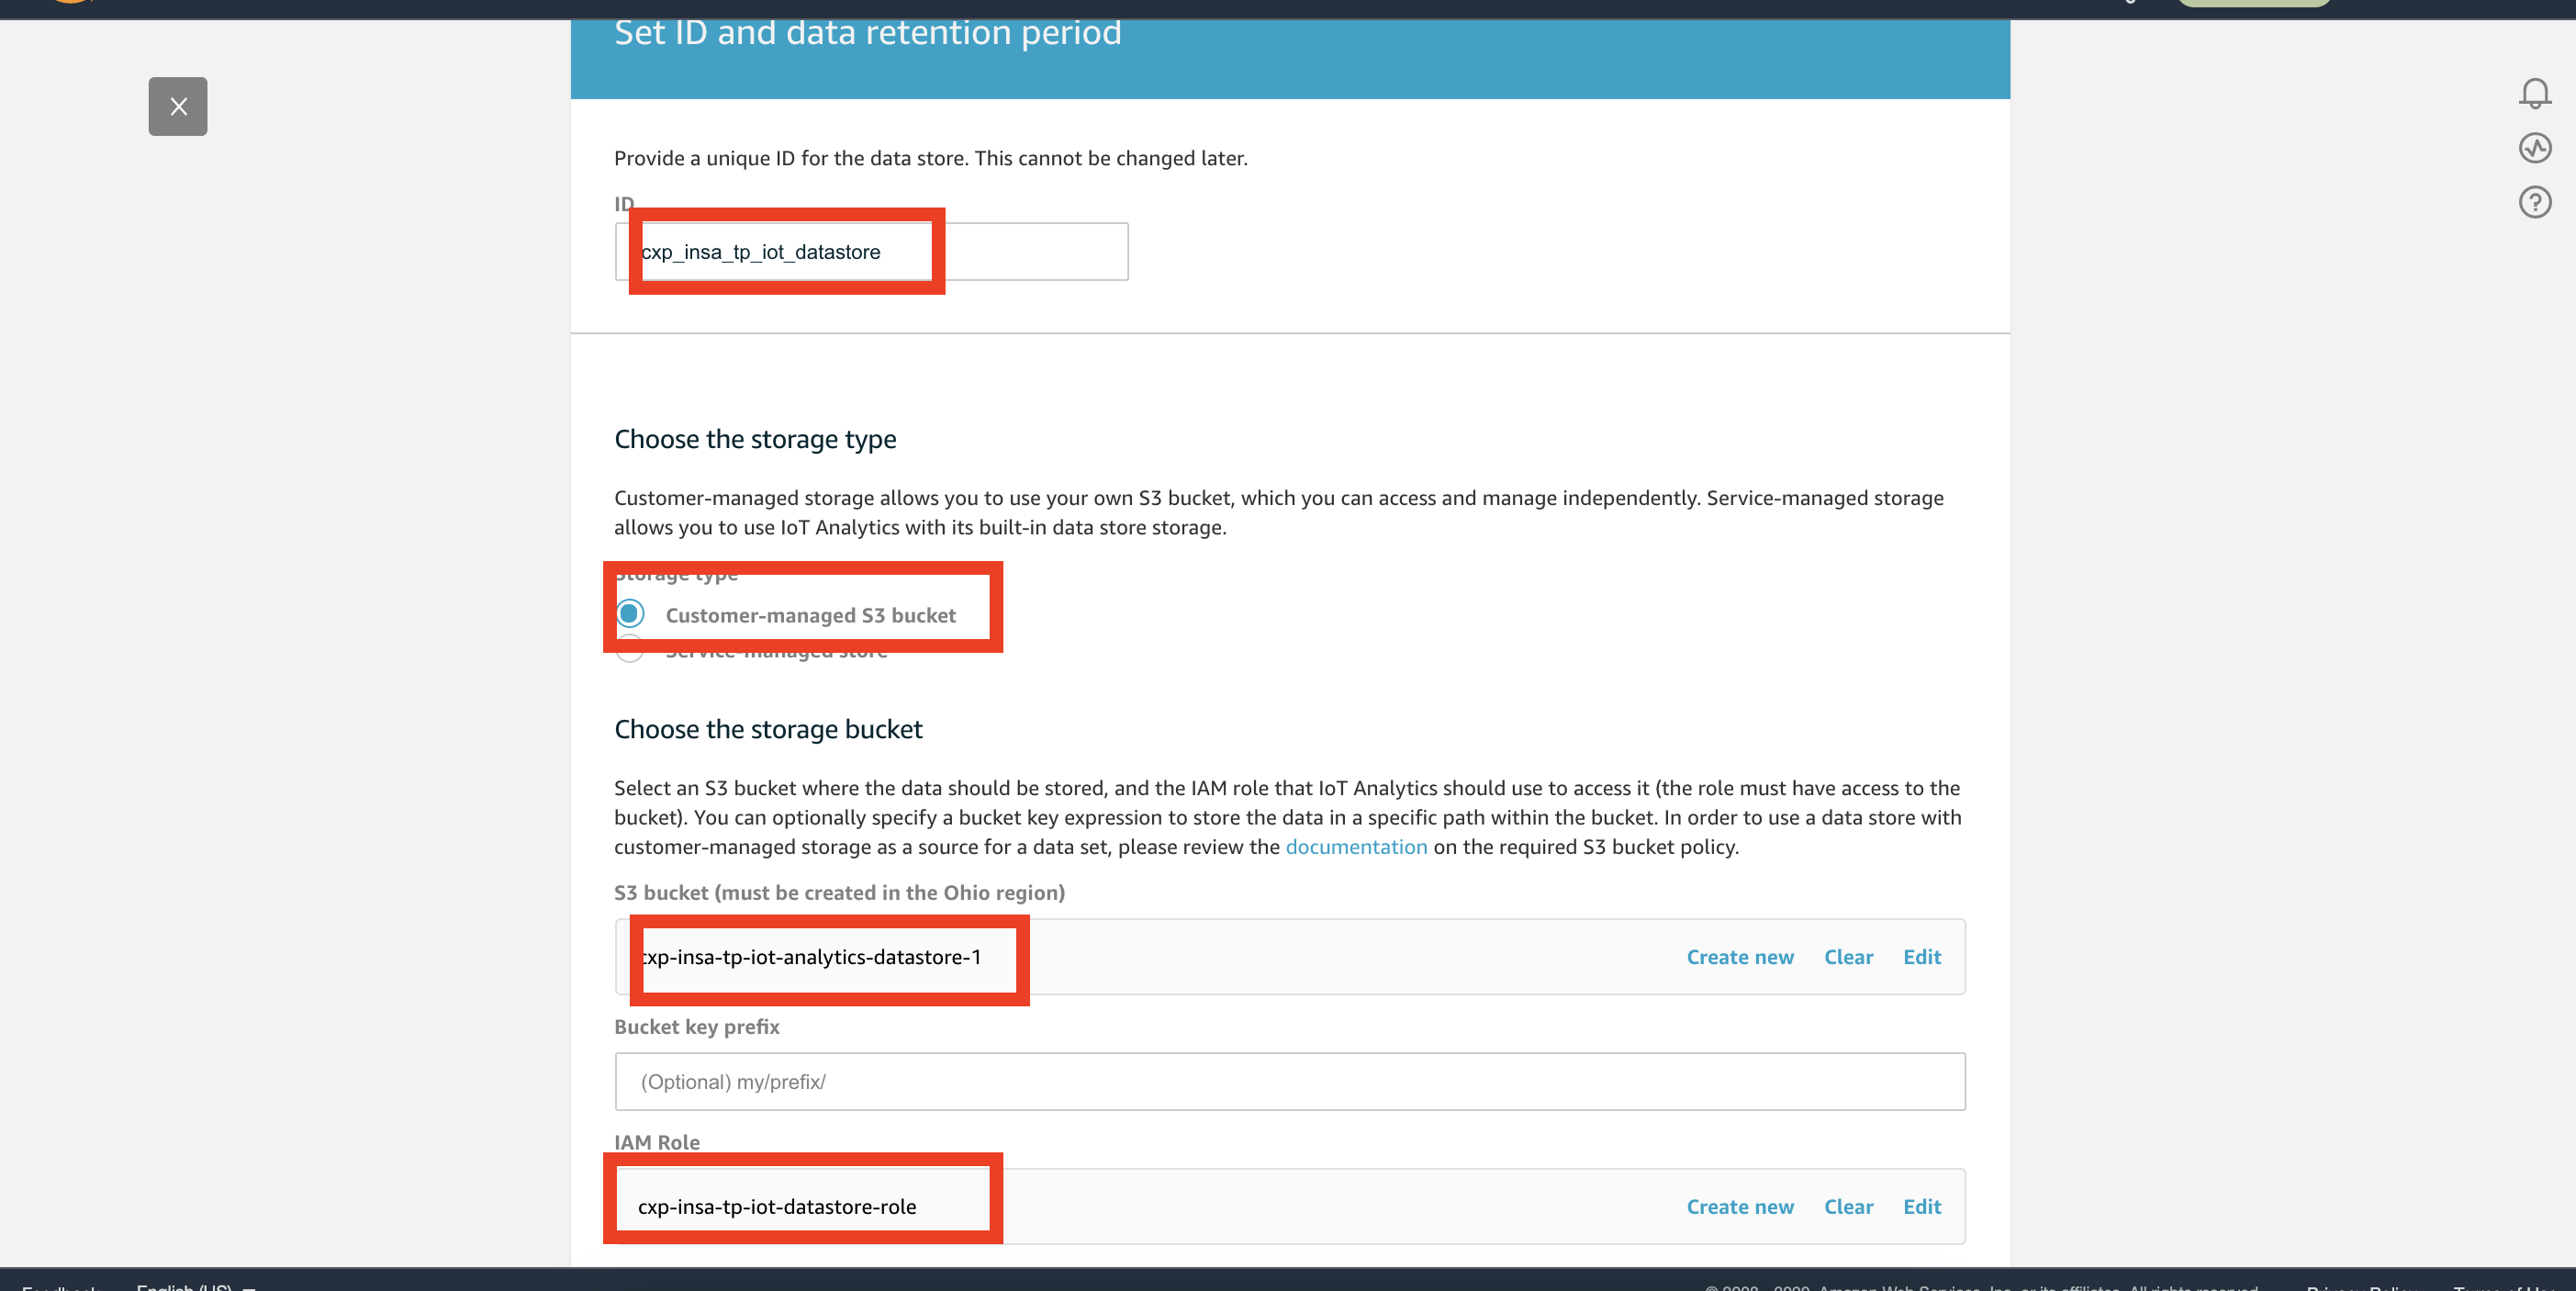 Set ID and data retention period
Provide a unique ID for the data store. This cannot be changed later.
ID
cxp_insa_tp_iot_datastore
Choose the storage type
Customer-managed storage allows you to use your own S3 bucket, which you can access and manage independently. Service-managed storage
allows you to use IoT Analytics with its built-in data store storage.
Storage type
Customer-managed S3 bucket
Service-managed store
Choose the storage bucket
Select an S3 bucket where the data should be stored, and the IAM role that IoT Analytics should use to access it (the role must have access to the
bucket). You can optionally specify a bucket key expression to store the data in a specific path within the bucket. In order to use a data store with
customer-managed storage as a source for a data set, please review the documentation on the required S3 bucket policy.
S3 bucket (must be created in the Ohio region)
cxp-insa-tp-iot-analytics-datastore-1 Create new Clear Edit
Bucket key prefix
(Optional) my/prefix/
IAM Role
cxp-insa-tp-iot-datastore-role Create new Clear Edit
English (US)